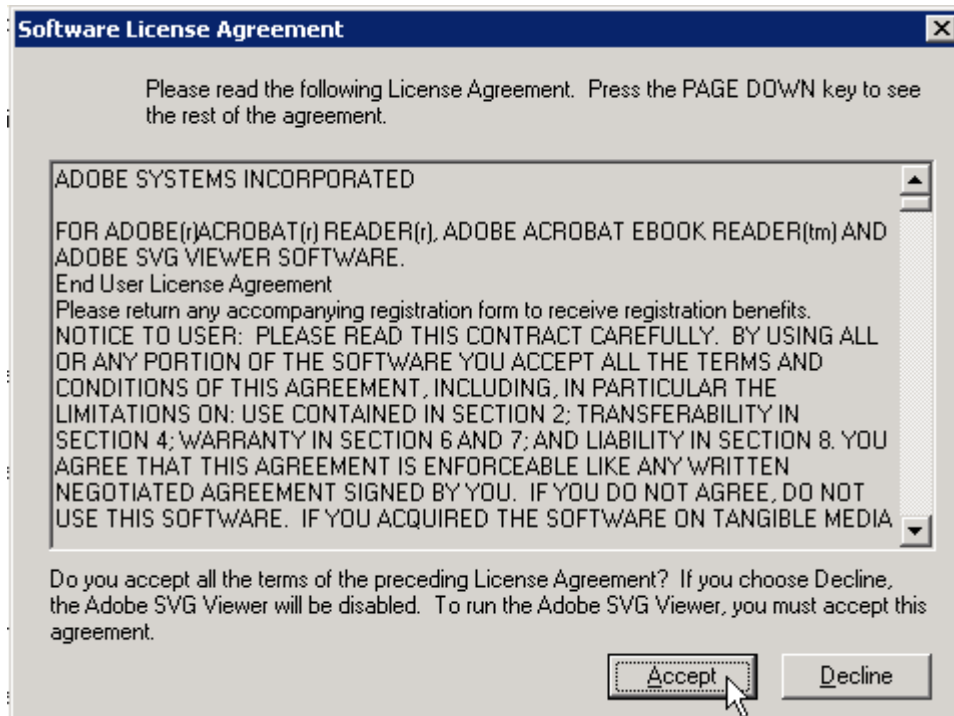 Software License Agreement
Please read the following License Agreement.  Press the PAGE DOWN key to see
the rest of the agreement.
ADOBE SYSTEMS INCORPORATED
FOR ADOBE(r)ACROBAT(r) READER(r), ADOBE ACROBAT EBOOK READER(tm) AND
ADOBE SVG VIEWER SOFTWARE.
End User License Agreement
Please return any accompanying registration form to receive registration benefits.
NOTICE TO USER:  PLEASE READ THIS CONTRACT CAREFULLY.  BY USING ALL
OR ANY PORTION OF THE SOFTWARE YOU ACCEPT ALL THE TERMS AND
CONDITIONS OF THIS AGREEMENT, INCLUDING, IN PARTICULAR THE
LIMITATIONS ON: USE CONTAINED IN SECTION 2; TRANSFERABILITY IN
SECTION 4; WARRANTY IN SECTION 6 AND 7; AND LIABILITY IN SECTION 8. YOU
AGREE THAT THIS AGREEMENT IS ENFORCEABLE LIKE ANY WRITTEN
NEGOTIATED AGREEMENT SIGNED BY YOU.  IF YOU DO NOT AGREE, DO NOT
USE THIS SOFTWARE.  IF YOU ACQUIRED THE SOFTWARE ON TANGIBLE MEDIA
Do you accept all the terms of the preceding License Agreement?  If you choose Decline,
the Adobe SVG Viewer will be disabled.  To run the Adobe SVG Viewer, you must accept this
agreement.
Accept
Decline